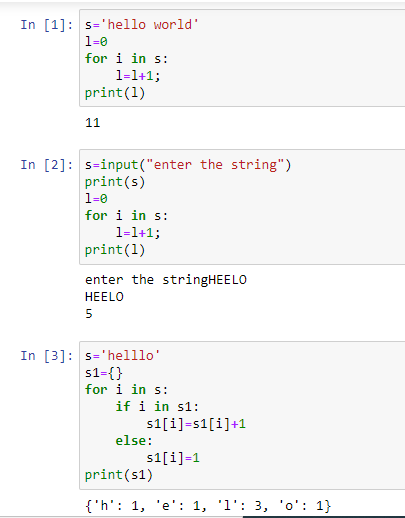 In [1]: s='hello world'
l=0
for i in s:
    l=l+1;
print(l)
11
In [2]: s=input("enter the string")
print(s)
l=0
for i in s:
    l=l+1;
print(l)
enter the stringHEELO
HEELO
5
In [3]: s='helllo'
s1={}
for i in s:
    if i in s1:
        s1[i]=s1[i]+1
    else:
        s1[i]=1
print(s1)
{'h': 1, 'e': 1, 'l': 3, 'o': 1}